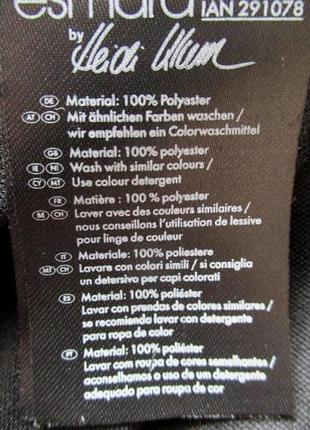 esmara IAN 291078
by Heidi Klum
DE Material: 100% Polyester
AT CH Mit ähnlichen Farben waschen /
wir empfehlen ein Colorwaschmittel
GB Material: 100% polyester
IE NI Wash with similar colours /
CY MT Use colour detergent
FR Matière : 100 % polyester
BE CH Laver avec des couleurs similaires /
nous conseillons l'utilisation de lessive
pour linge de couleur
IT Materiale: 100% poliestere
MT CH Lavare con colori simili / si consiglia
un detersivo per capi colorati
ES Material: 100% poliéster
Lavar con prendas de colores similares /
se recomienda lavar con detergente
para ropa de color
PT Material: 100% poliéster
Lavar com roupa de cores semelhantes /
aconselhamos a uso de um detergente
adequado para roupa de cor